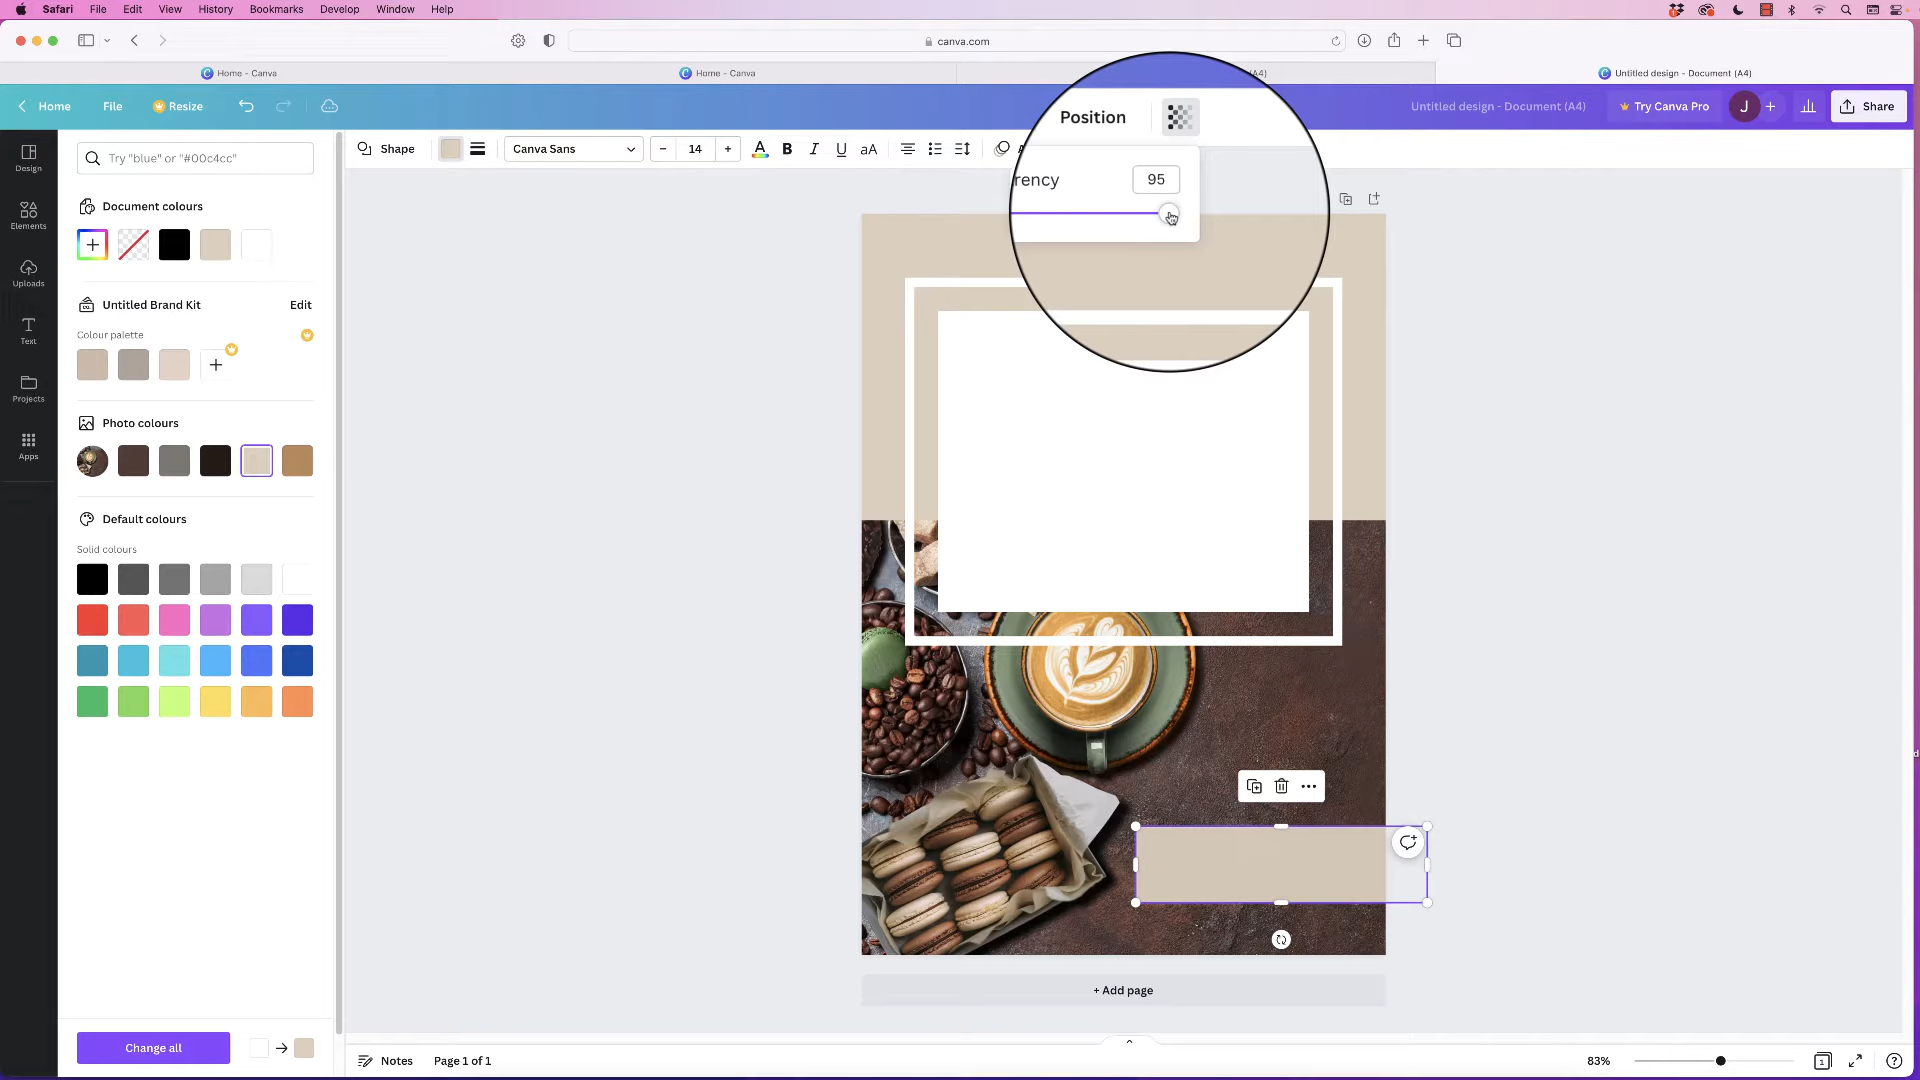 Safari File Edit View History Bookmarks Develop Window Help
canva.com
Home - Canva
Home - Canva
(A4)
Untitled design - Document (A4)
Home File Resize
Untitled design - Document (A4)
Try Canva Pro
J
Share
Try "blue" or "#00c4cc"
Shape
Canva Sans
14
A B I U aA
Position
rency 95
Design
Elements
Uploads
Text
Projects
Apps
Document colours
Untitled Brand Kit Edit
Colour palette
Photo colours
Default colours
Solid colours
+ Add page
Change all
Notes
Page 1 of 1
83%
1